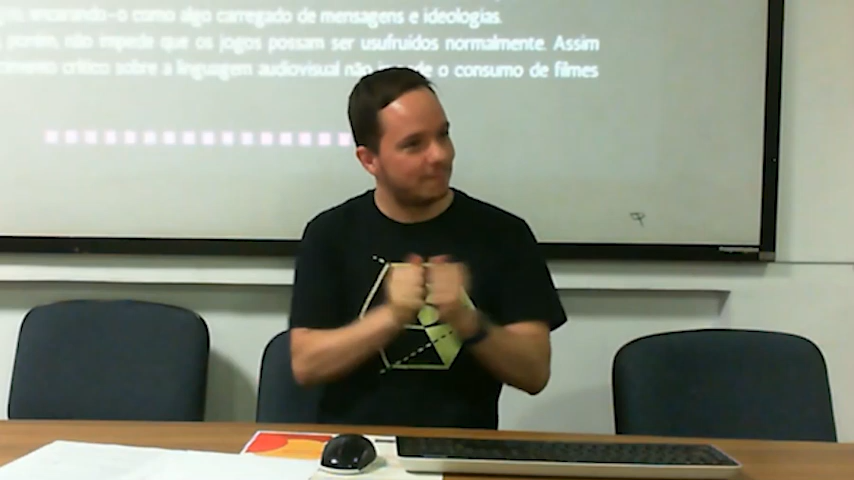 encarando-o como algo carregado de mensagens e ideologias.
porém, não impede que os jogos possam ser usufruídos normalmente. Assim
crítico sobre a linguagem audiovisual não o consumo de filmes